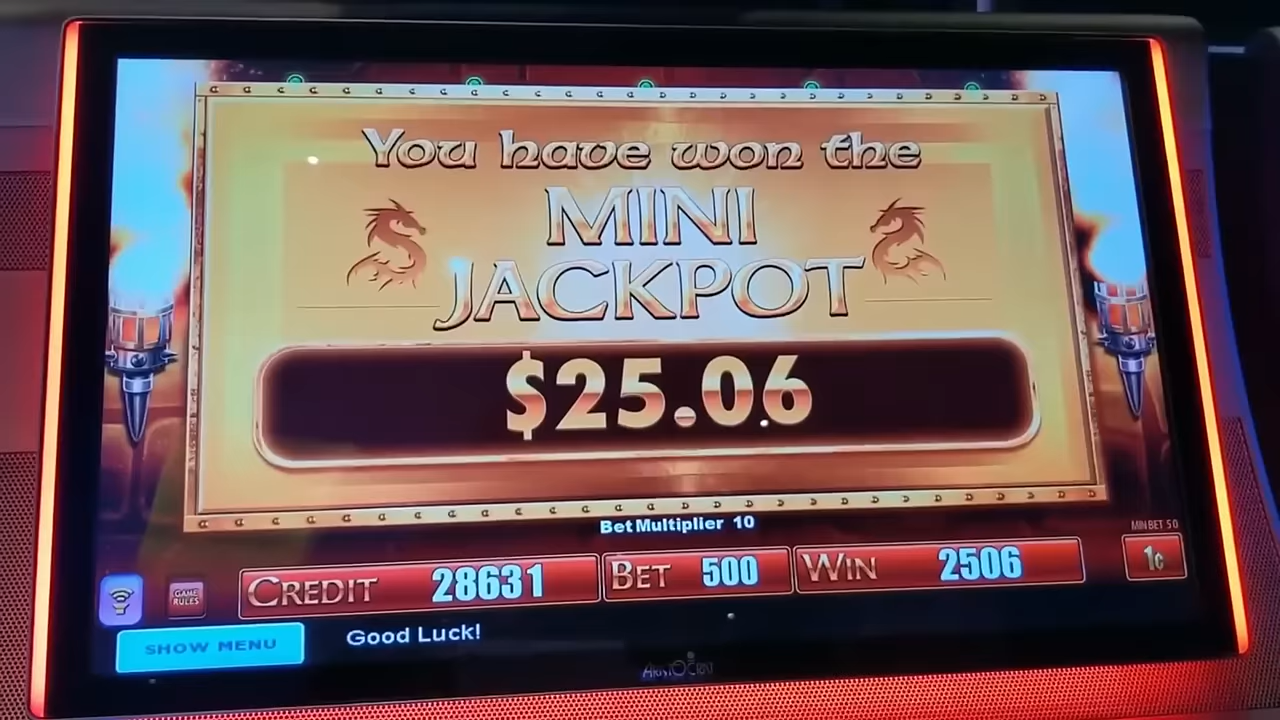 You have won the
MINI
JACKPOT
$25.06
Bet Multiplier 10
MIN BET 50
CREDIT 28631 BET 500 WIN 2506 1¢
GAME
RULES
SHOW MENU Good Luck!
ARISTOCRAT